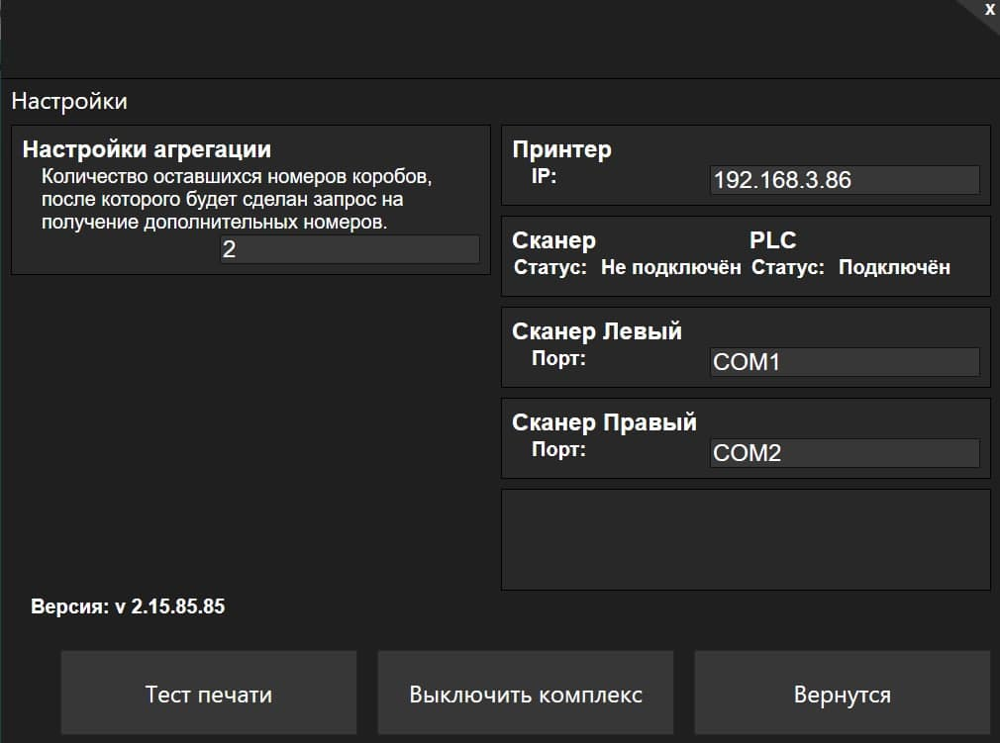 x
Настройки
Настройки агрегации
Количество оставшихся номеров коробов,
после которого будет сделан запрос на
получение дополнительных номеров.
2
Принтер
IP: 192.168.3.86
Сканер PLC
Статус: Не подключён Статус: Подключён
Сканер Левый
Порт: COM1
Сканер Правый
Порт: COM2
Версия: v 2.15.85.85
Тест печати Выключить комплекс Вернутся